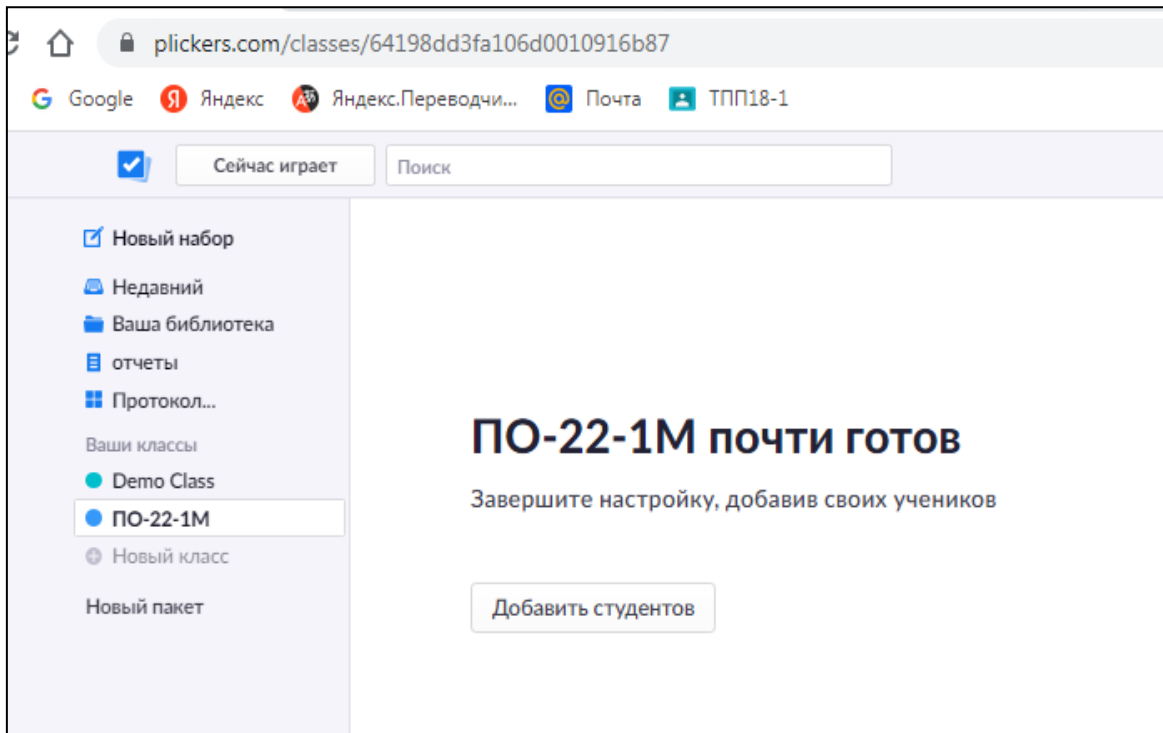 plickers.com/classes/64198dd3fa106d0010916b87
Google Яндекс Яндекс.Переводчи... Почта ТПП18-1
Сейчас играет Поиск
Новый набор
Недавний
Ваша библиотека
отчеты
Протокол...
Ваши классы
Demo Class
ПО-22-1М
Новый класс
Новый пакет
ПО-22-1М почти готов
Завершите настройку, добавив своих учеников
Добавить студентов